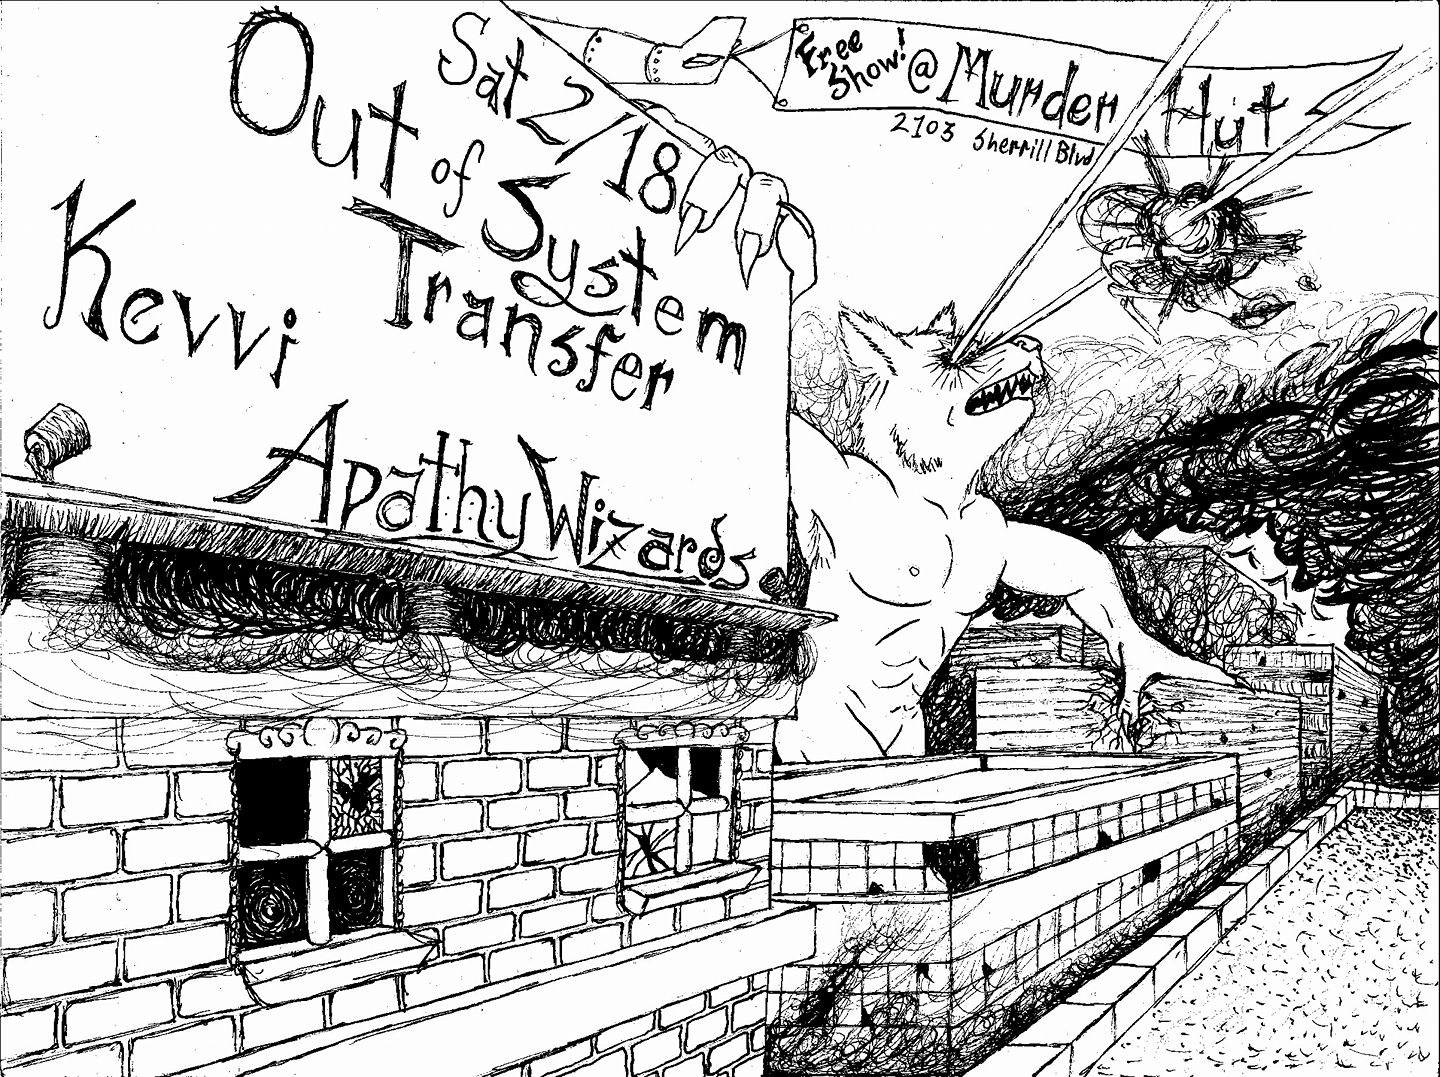 Sat 2/18
Free Show! @ Murder Hut
2103 Sherrill Blvd
Out of System Transfer
Kevvi
Apathy Wizards